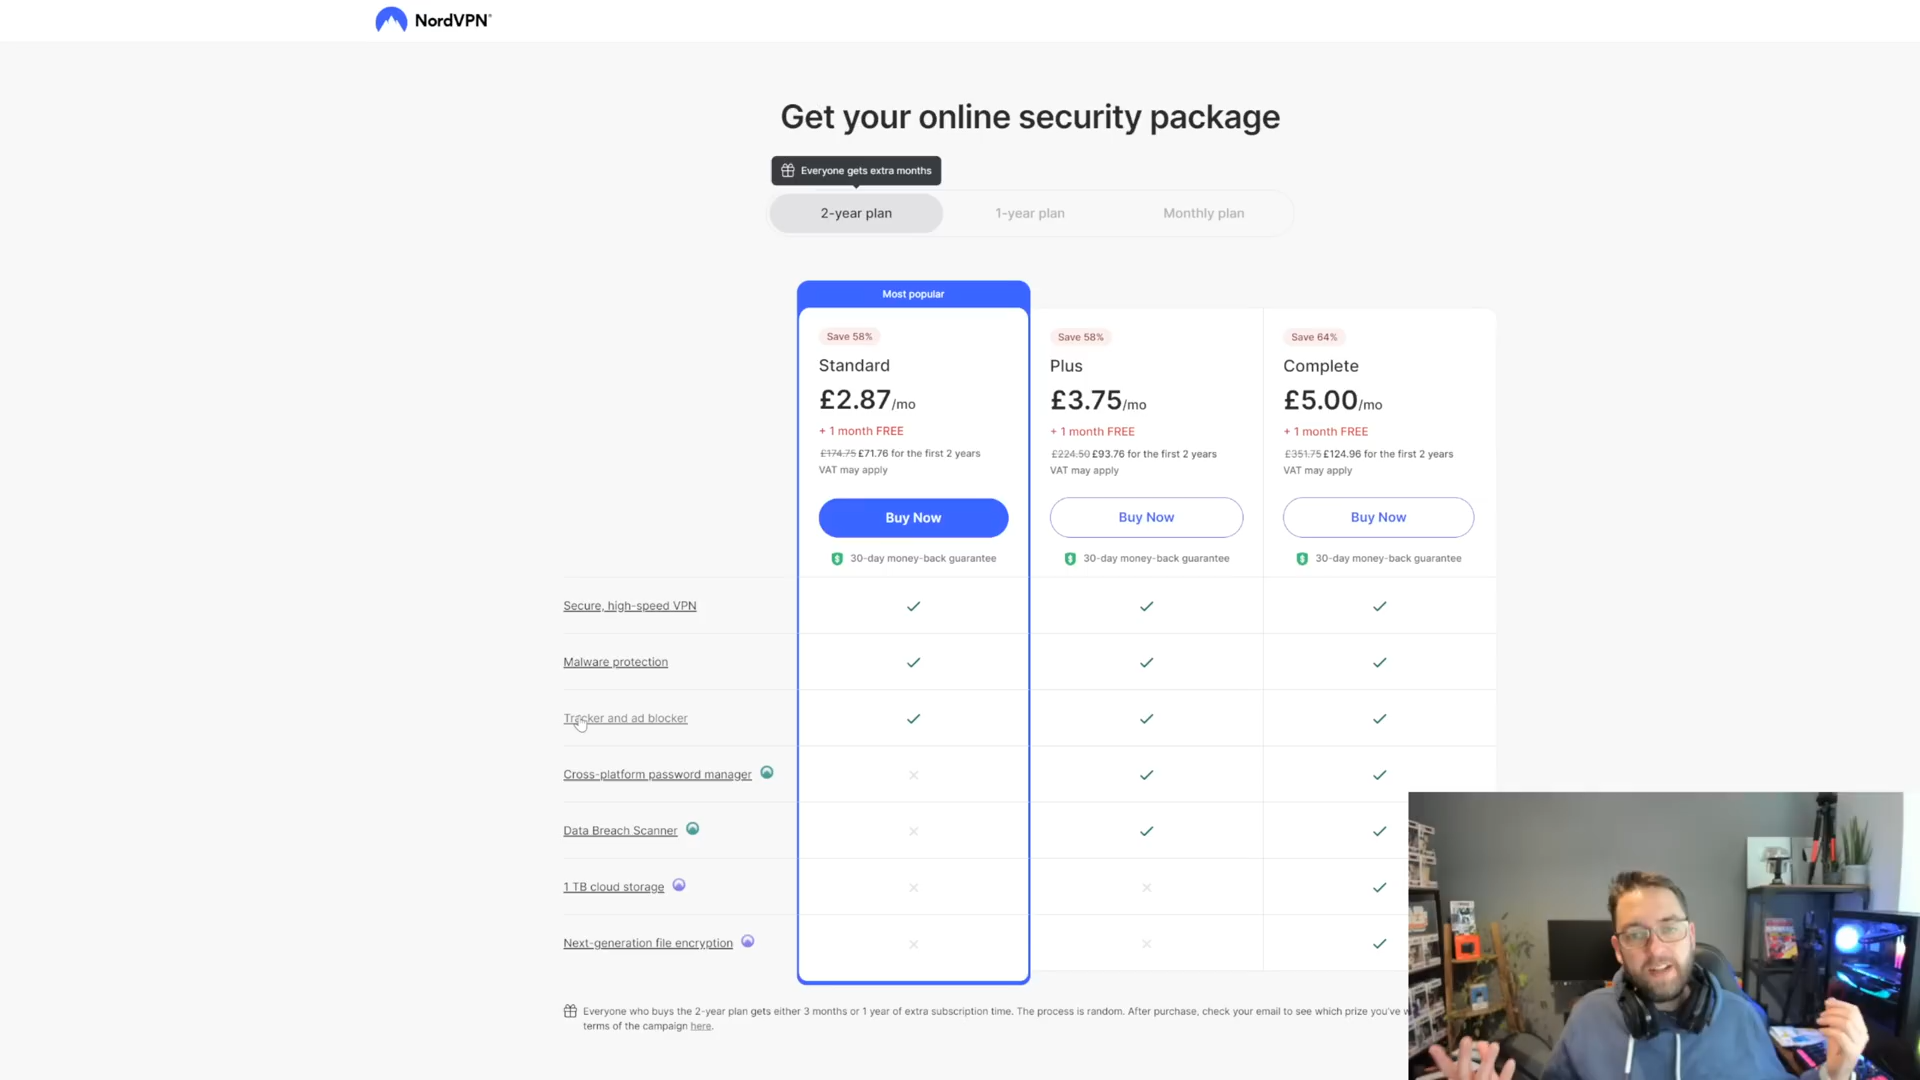 NordVPN®
Get your online security package
Everyone gets extra months
2-year plan
1-year plan
Monthly plan
Most popular
Save 58%
Standard
£2.87/mo
+ 1 month FREE
£174.75 £71.76 for the first 2 years
VAT may apply
Buy Now
30-day money-back guarantee
Save 58%
Plus
£3.75/mo
+ 1 month FREE
£224.50 £93.76 for the first 2 years
VAT may apply
Buy Now
30-day money-back guarantee
Save 64%
Complete
£5.00/mo
+ 1 month FREE
£351.75 £124.96 for the first 2 years
VAT may apply
Buy Now
30-day money-back guarantee
Secure, high-speed VPN
Malware protection
Tracker and ad blocker
Cross-platform password manager
Data Breach Scanner
1 TB cloud storage
Next-generation file encryption
Everyone who buys the 2-year plan gets either 3 months or 1 year of extra subscription time. The process is random. After purchase, check your email to see which prize you've
terms of the campaign here.